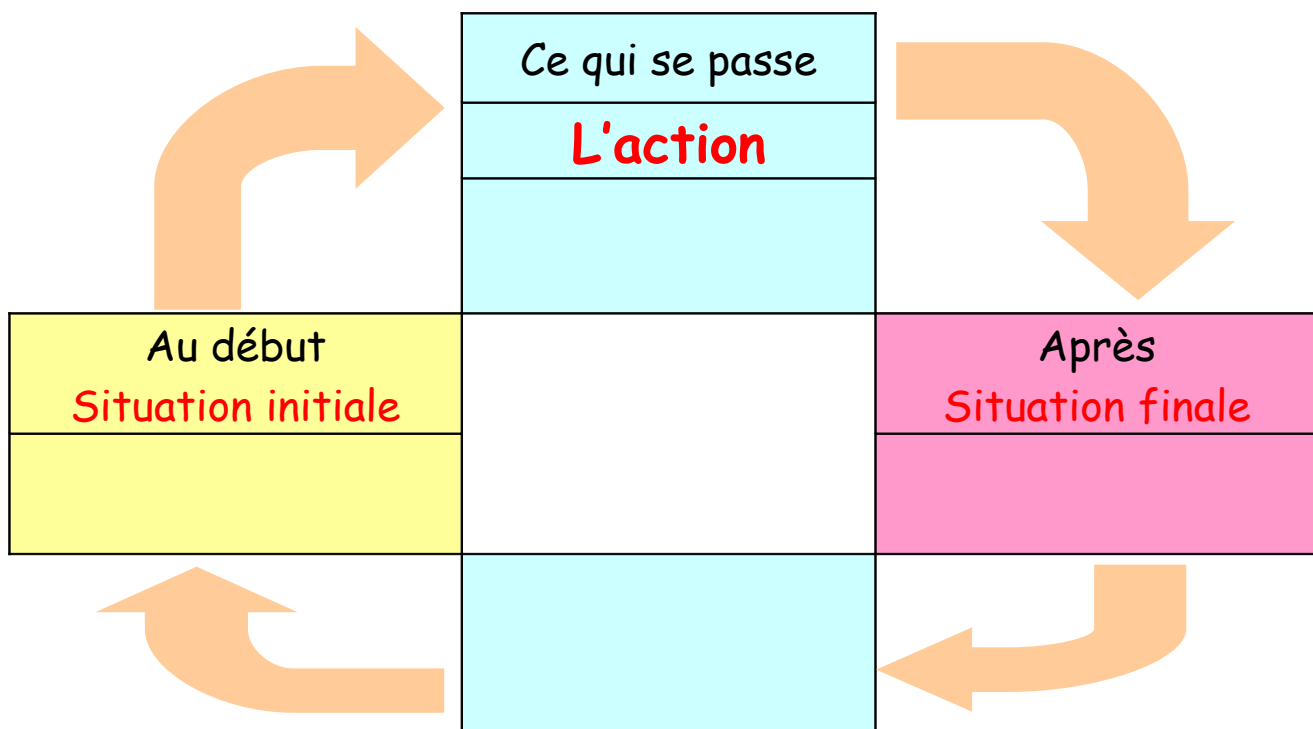 Ce qui se passe
L'action
Au début
Situation initiale
Après
Situation finale